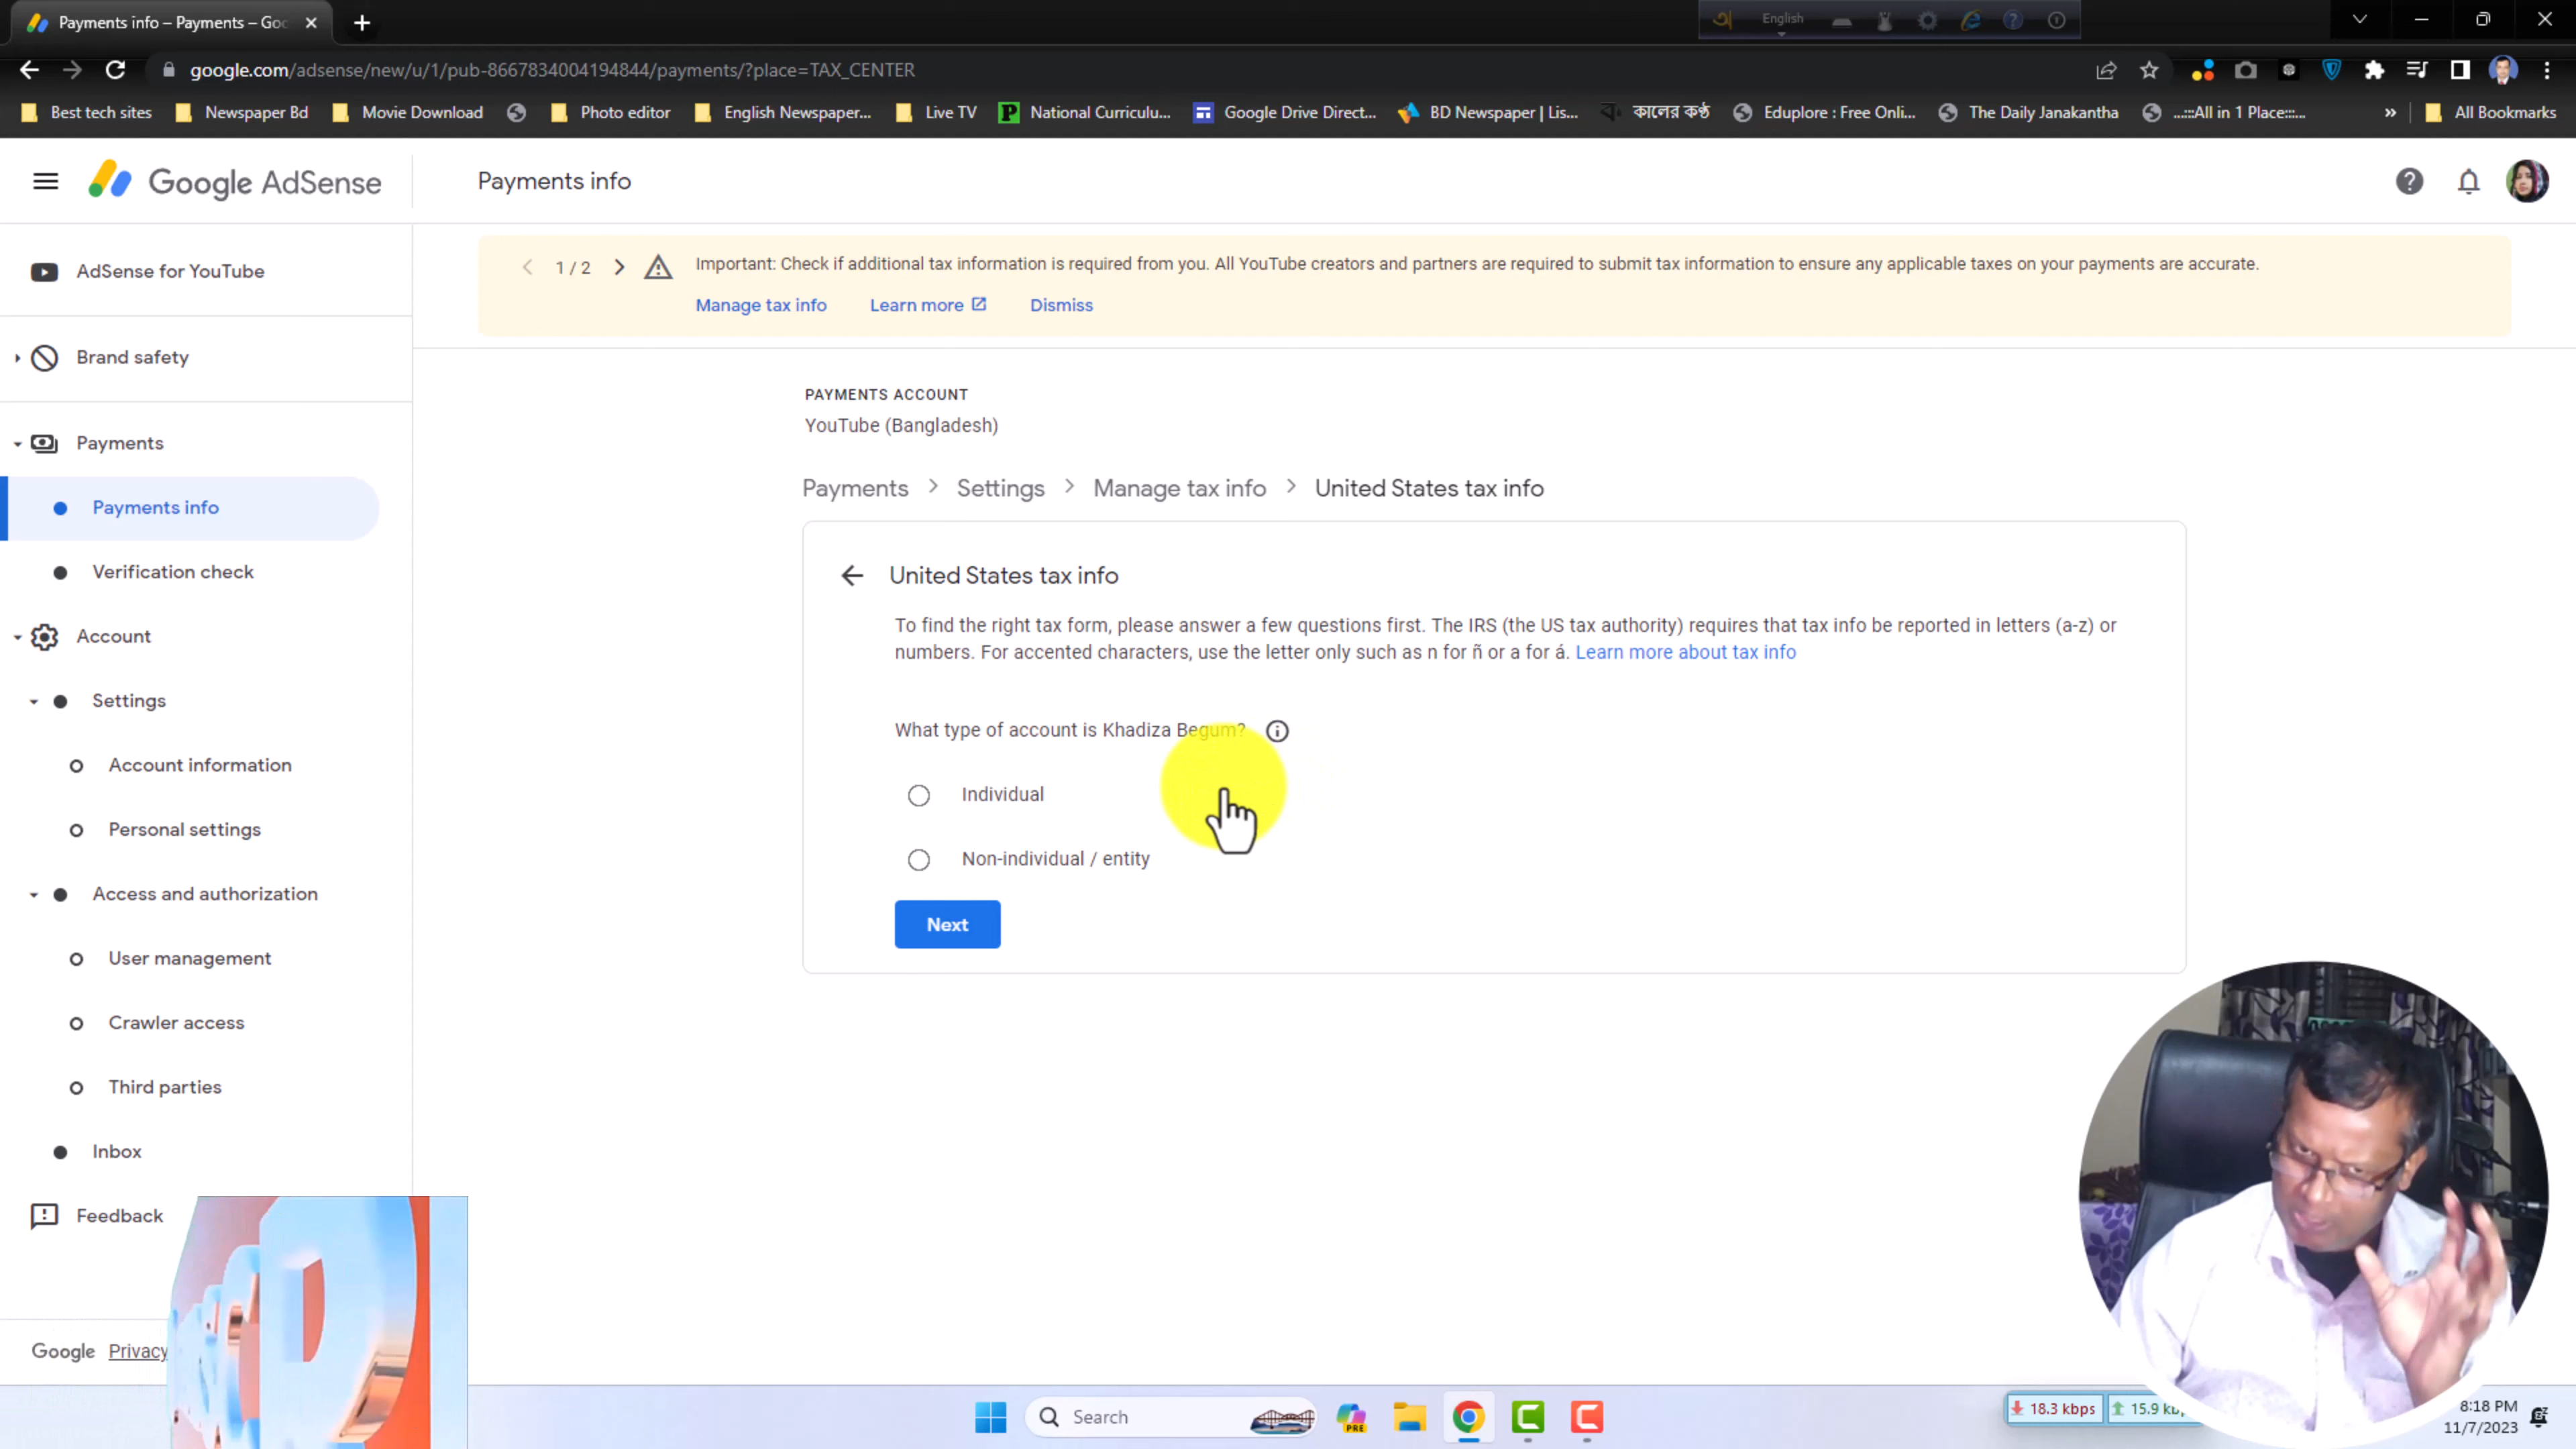 Payments info – Payments – Goo
English
google.com/adsense/new/u/1/pub-8667834004194844/payments/?place=TAX_CENTER
Best tech sites Newspaper Bd Movie Download Photo editor English Newspaper... Live TV National Curriculu... Google Drive Direct... BD Newspaper | Lis... কালের কণ্ঠ Eduplore : Free Onli... The Daily Janakantha ...::All in 1 Place::... » All Bookmarks
Google AdSense
Payments info
AdSense for YouTube
Brand safety
Payments
Payments info
Verification check
Account
Settings
Account information
Personal settings
Access and authorization
User management
Crawler access
Third parties
Inbox
Feedback
Google Privacy
1 / 2
Important: Check if additional tax information is required from you. All YouTube creators and partners are required to submit tax information to ensure any applicable taxes on your payments are accurate.
Manage tax info Learn more Dismiss
PAYMENTS ACCOUNT
YouTube (Bangladesh)
Payments > Settings > Manage tax info > United States tax info
United States tax info
To find the right tax form, please answer a few questions first. The IRS (the US tax authority) requires that tax info be reported in letters (a-z) or
numbers. For accented characters, use the letter only such as n for ñ or a for á. Learn more about tax info
What type of account is Khadiza Begum?
Individual
Non-individual / entity
Next
Search
PRE
18.3 kbps
15.9
8:18 PM
11/7/2023